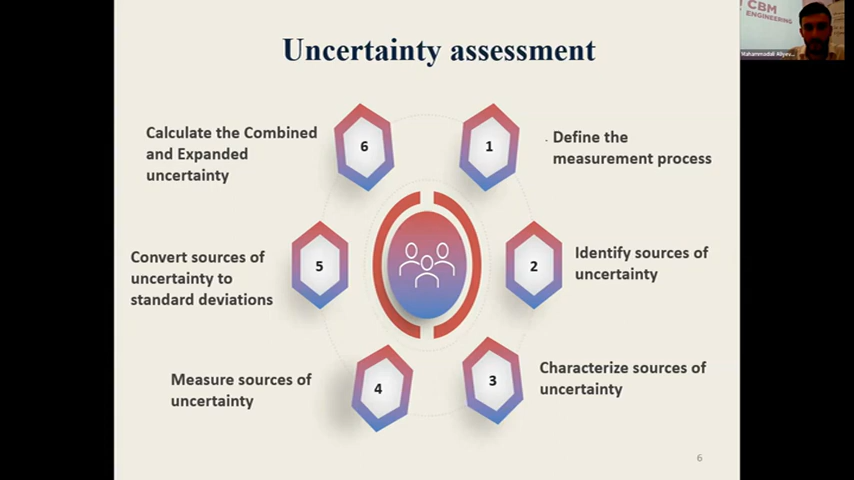 Uncertainty assessment
CBM
ENGINEERING
6
Calculate the Combined
and Expanded
uncertainty
1
Define the
measurement process
5
Convert sources of
uncertainty to
standard deviations
2
Identify sources of
uncertainty
4
Measure sources of
uncertainty
3
Characterize sources of
uncertainty
6